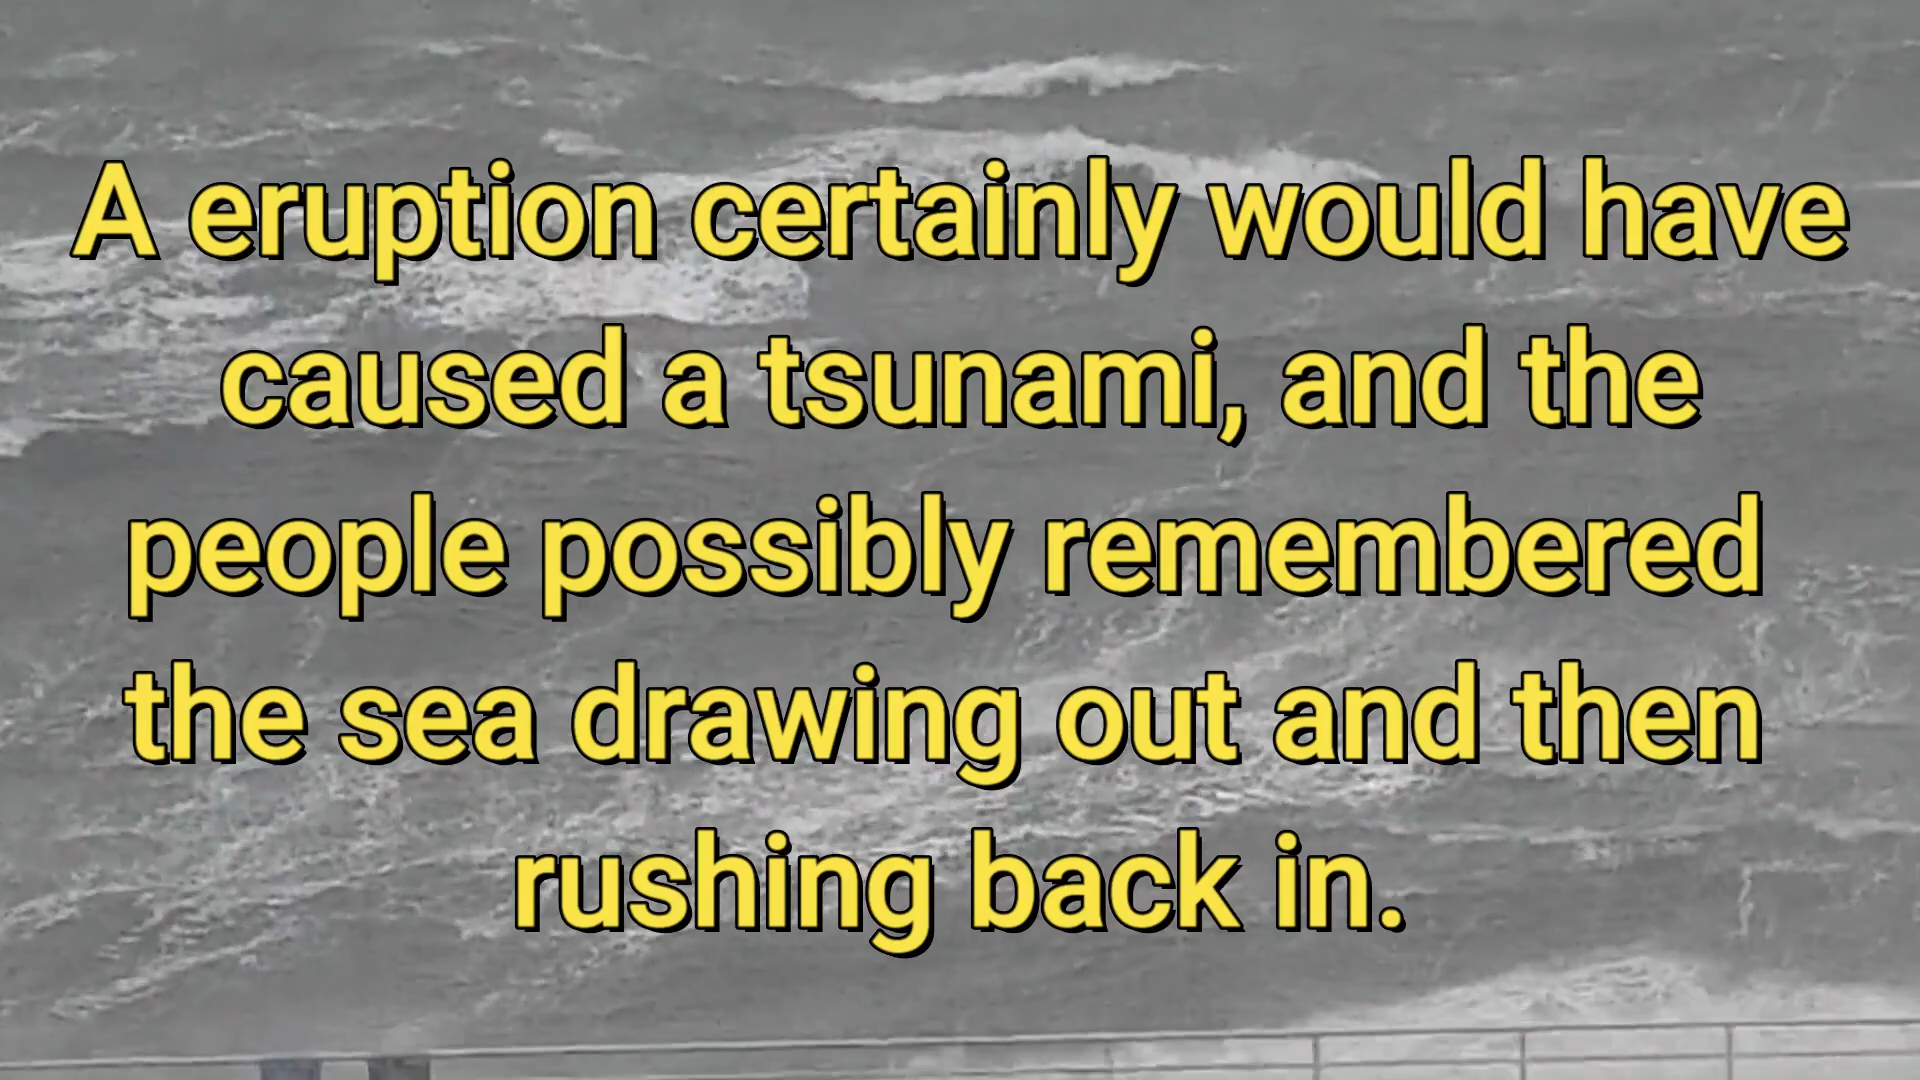 A eruption certainly would have
caused a tsunami, and the
people possibly remembered
the sea drawing out and then
rushing back in.